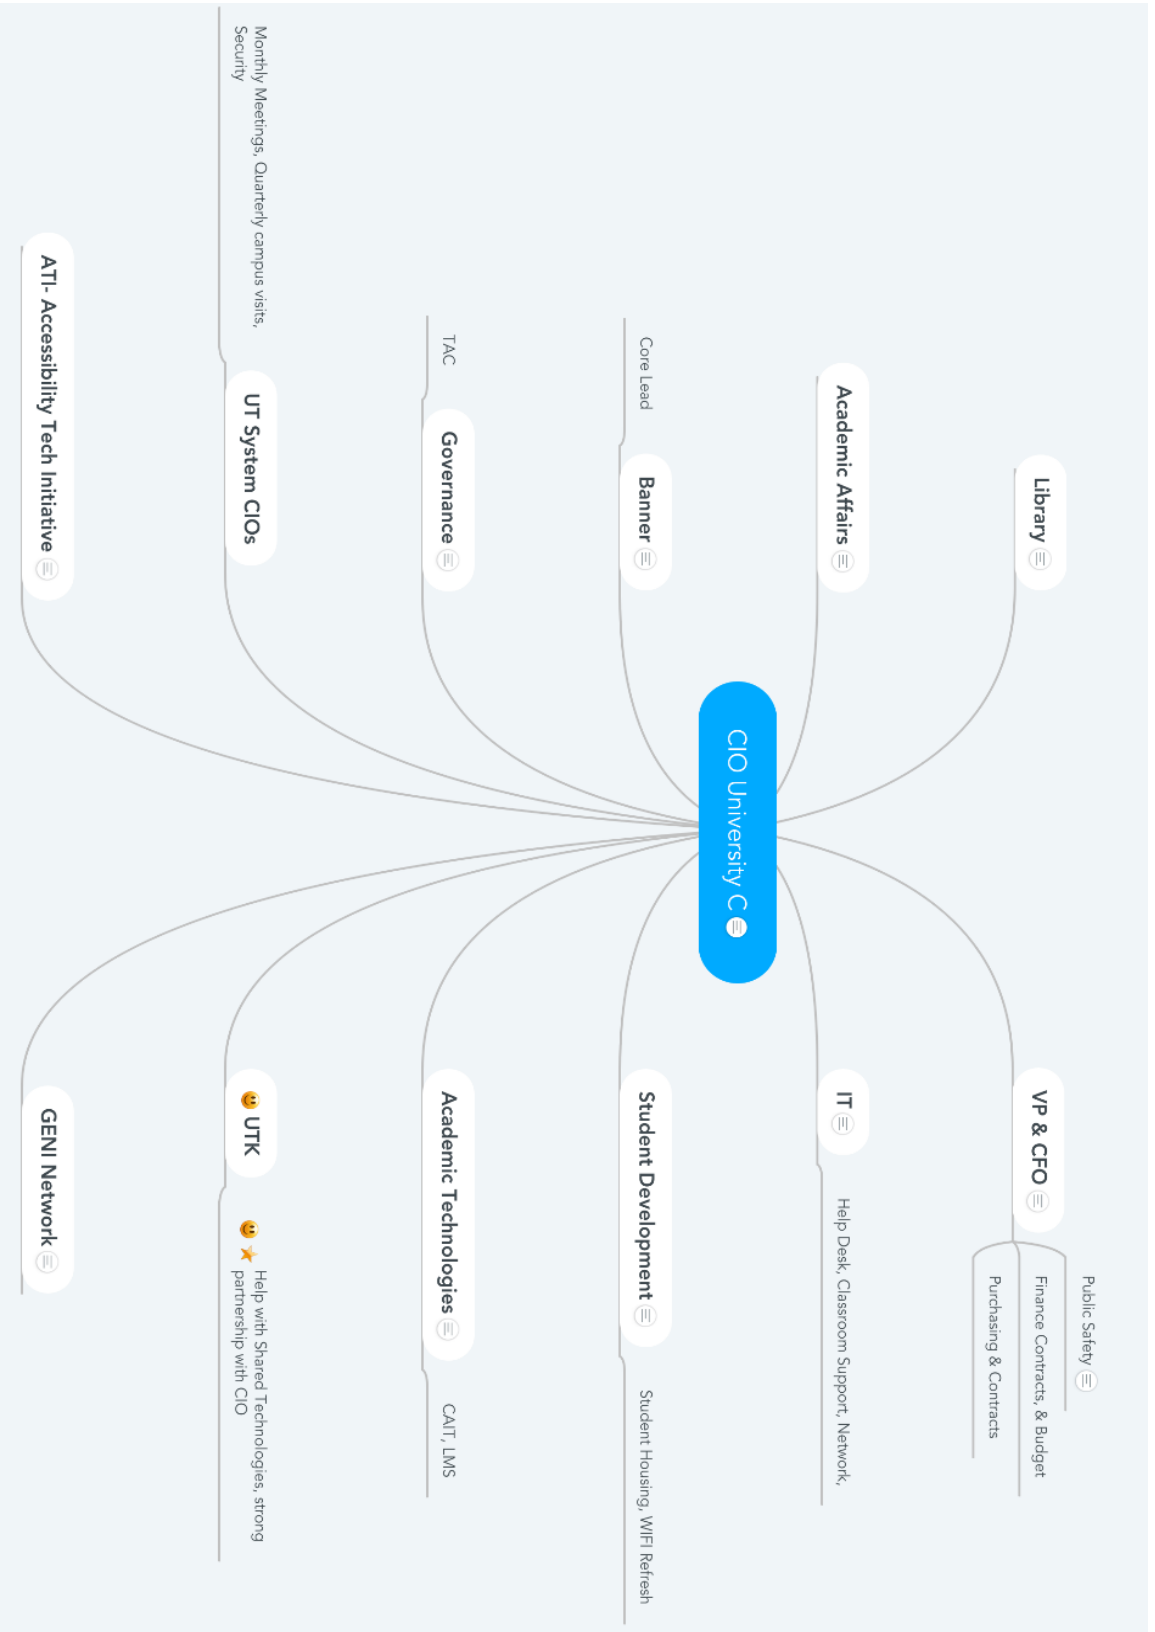 CIO University C
VP & CFO
Public Safety
Finance Contracts, & Budget
Purchasing & Contracts
IT
Help Desk, Classroom Support, Network,
Student Development
Student Housing, WIFI Refresh
Academic Technologies
CAIT, LMS
UTK
Help with Shared Technologies, strong
partnership with CIO
GENI Network
Library
Academic Affairs
Banner
Core Lead
Governance
TAC
UT System CIOs
Monthly Meetings, Quarterly campus visits,
Security
ATI- Accessibility Tech Initiative